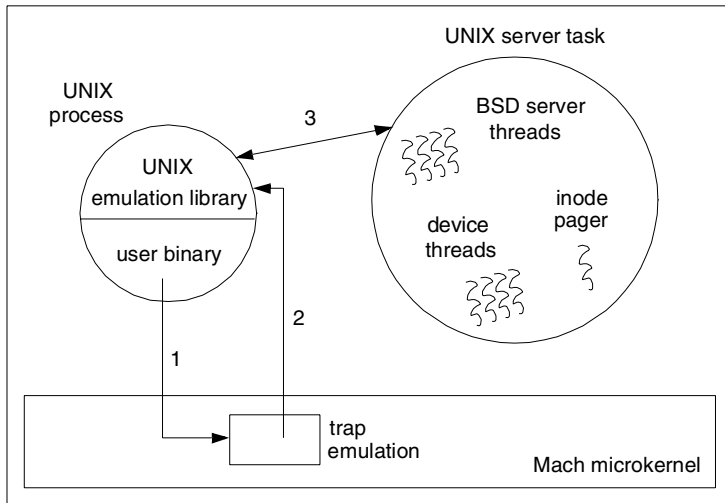 UNIX server task
UNIX
process
3
BSD server
threads
UNIX
emulation library
inode
pager
device
threads
user binary
2
1
trap
emulation
Mach microkernel